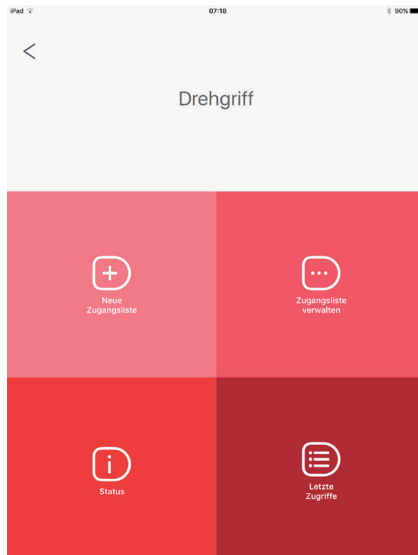 iPad 07:18 90%
Drehgriff
Neue
Zugangsliste
Zugangsliste
verwalten
Status
Letzte
Zugriffe